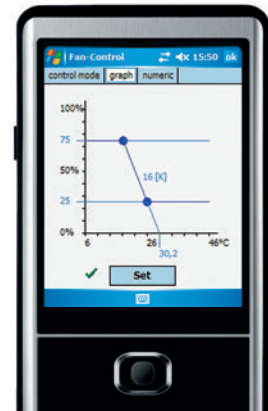 Fan-Control 15:50 ok
control mode graph numeric
100%
75
50%
16 [K]
25
0%
6 26 46°C
30,2
Set